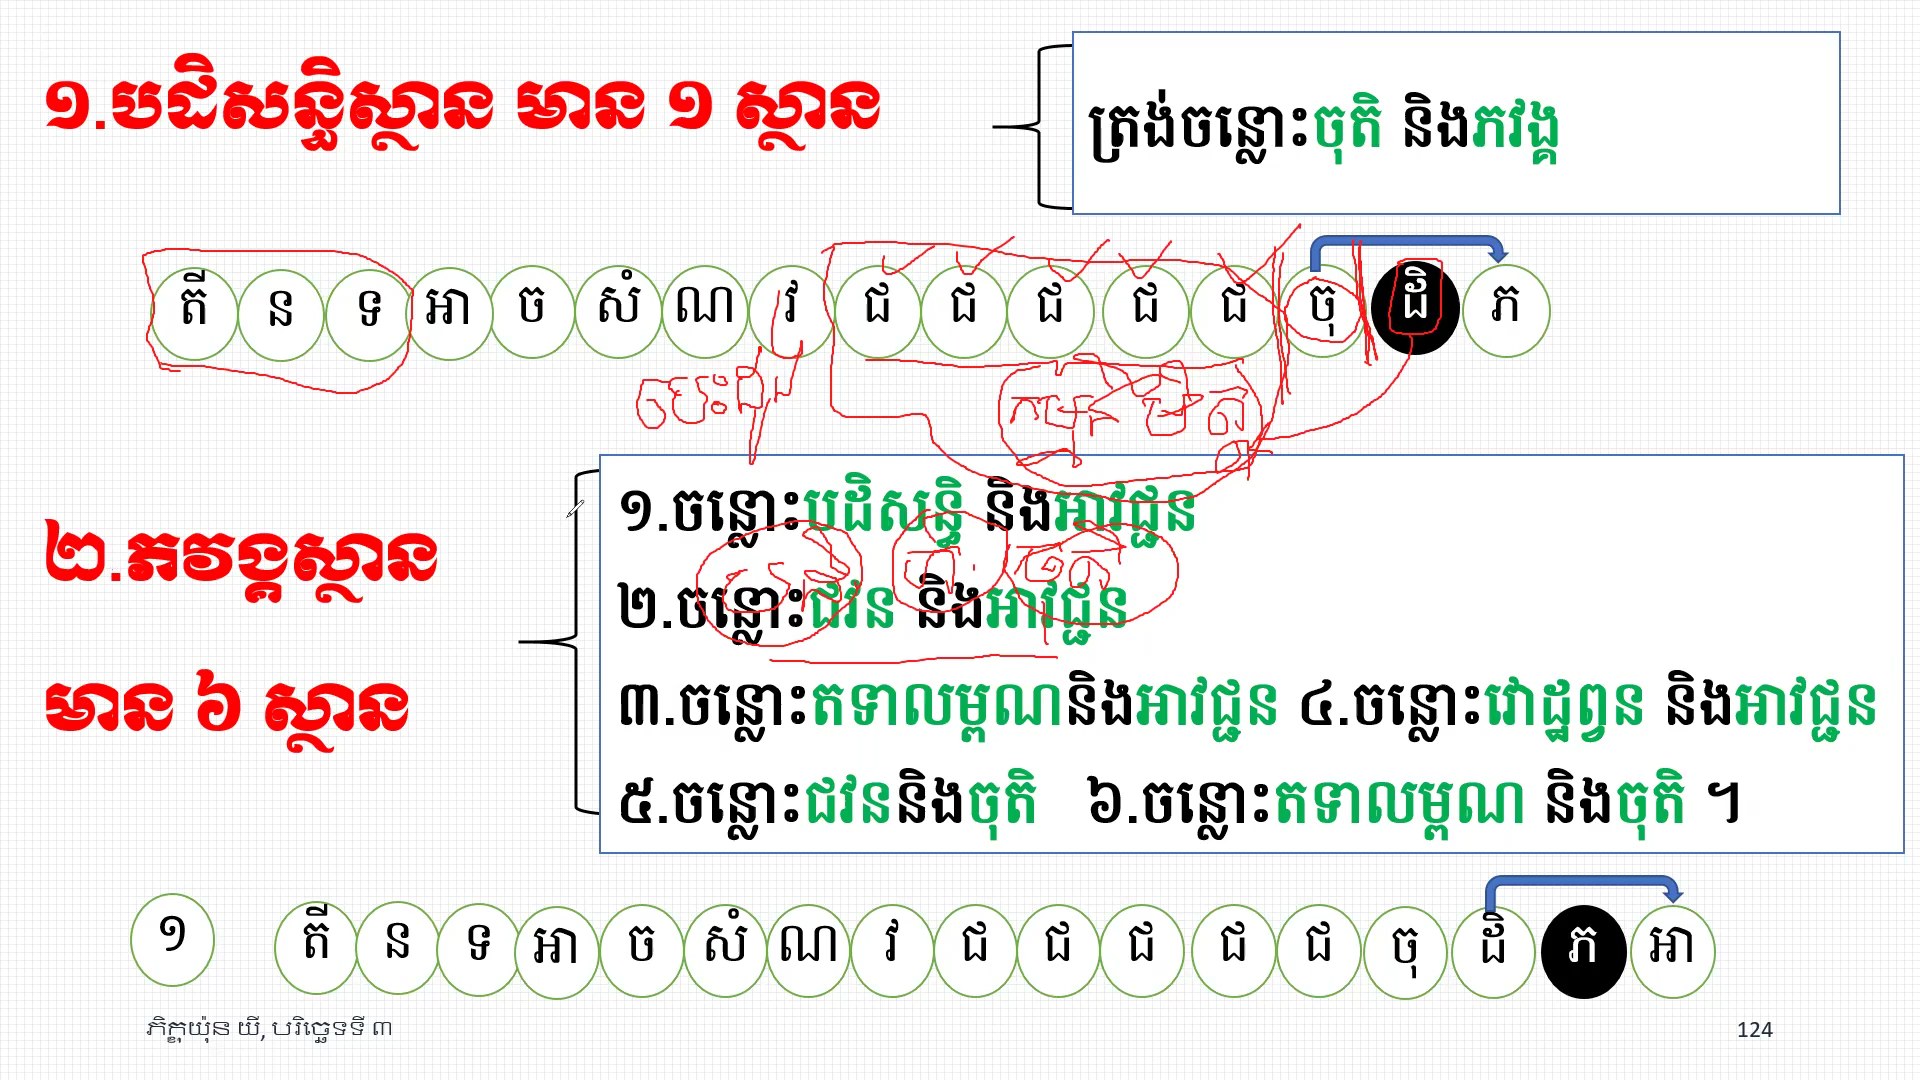 ១.បដិសន្ធិស្ថាន មាន ១ ស្ថាន
ត្រង់ចន្លោះចុតិ និងភវង្គ
តី ន ទ អា ច សំ ណ វ ជ ជ ជ ជ ជ ចុ ដិ ភ
២.ភវង្គស្ថាន
មាន ៦ ស្ថាន
១.ចន្លោះបដិសន្ធិ និងអាវជ្ជន
២.ចន្លោះជវន និងអាវជ្ជន
៣.ចន្លោះតទាលម្ពណនិងអាវជ្ជន ៤.ចន្លោះវោដ្ឋព្វន និងអាវជ្ជន
៥.ចន្លោះជវននិងចុតិ ៦.ចន្លោះតទាលម្ពណ និងចុតិ ។
១ តី ន ទ អា ច សំ ណ វ ជ ជ ជ ជ ជ ចុ ដិ ភ អា
ភិក្ខុយ៉ុន យី, បរិច្ឆេទទី ៣
124